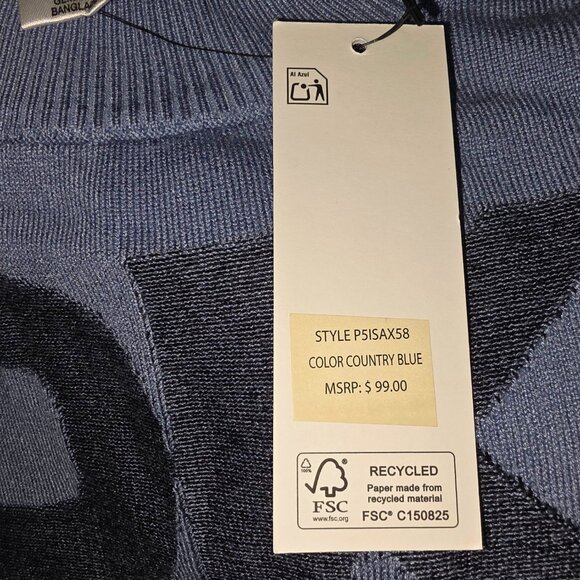 BANGLA
Al Azul
STYLE P5ISAX58
COLOR COUNTRY BLUE
MSRP: $ 99.00
100%
FSC
www.fsc.org
RECYCLED
Paper made from
recycled material
FSC® C150825